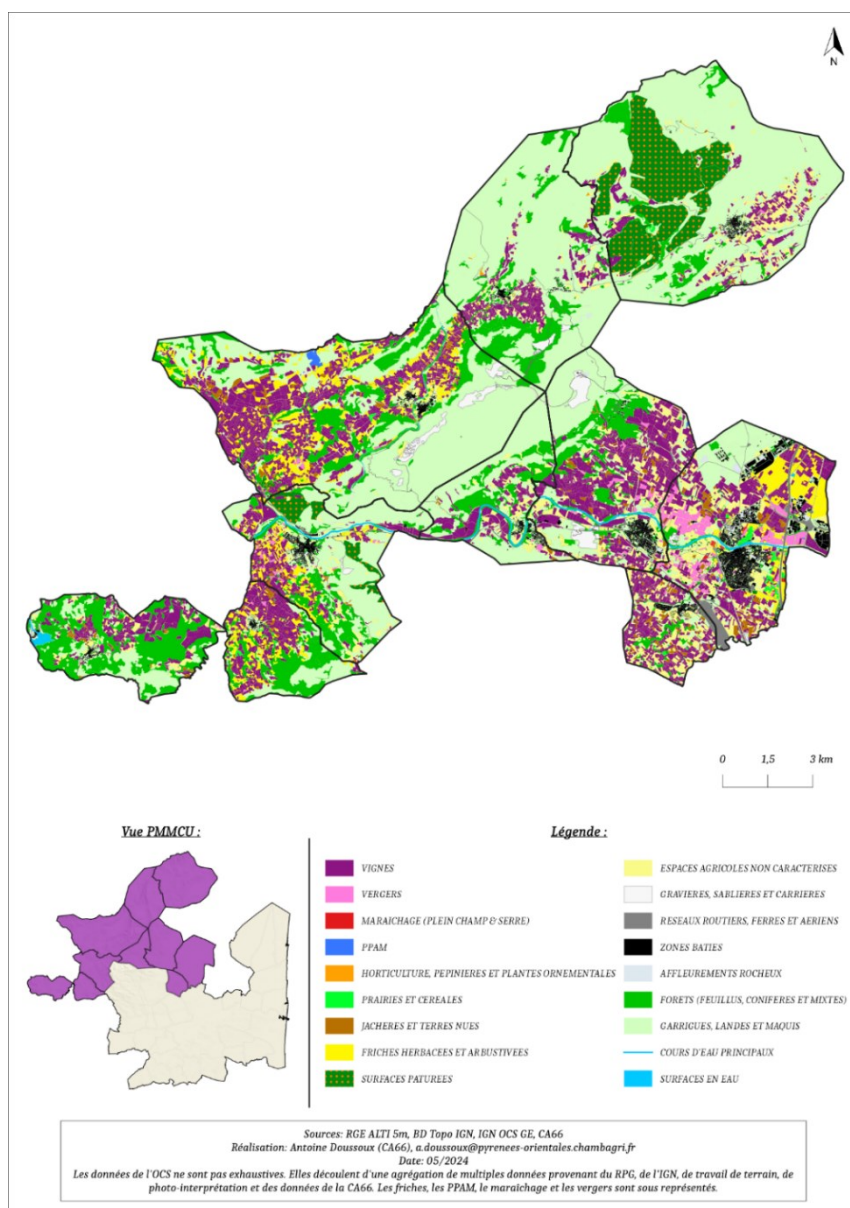 N
0 1,5 3 km
Vue PMMCU :
Légende :
VIGNES
VERGERS
MARAICHAGE (PLEIN CHAMP & SERRE)
PPAM
HORTICULTURE, PEPINIERES ET PLANTES ORNEMENTALES
PRAIRIES ET CEREALES
JACHERES ET TERRES NUES
FRICHES HERBACEES ET ARBUSTIVEES
SURFACES PATUREES
ESPACES AGRICOLES NON CARACTERISES
GRAVIERES, SABLIERES ET CARRIERES
RESEAUX ROUTIERS, FERRES ET AERIENS
ZONES BATIES
AFFLEUREMENTS ROCHEUX
FORETS (FEUILLUS, CONIFERES ET MIXTES)
GARRIGUES, LANDES ET MAQUIS
COURS D'EAU PRINCIPAUX
SURFACES EN EAU
Sources: RGE ALTI 5m, BD Topo IGN, IGN OCS GE, CA66
Réalisation: Antoine Doussoux (CA66), a.doussoux@pyrenees-orientales.chambagri.fr
Date: 05/2024
Les données de l'OCS ne sont pas exhaustives. Elles découlent d'une agrégation de multiples données provenant du RPG, de l'IGN, de travail de terrain, de
photo-interprétation et des données de la CA66. Les friches, les PPAM, le maraîchage et les vergers sont sous représentés.